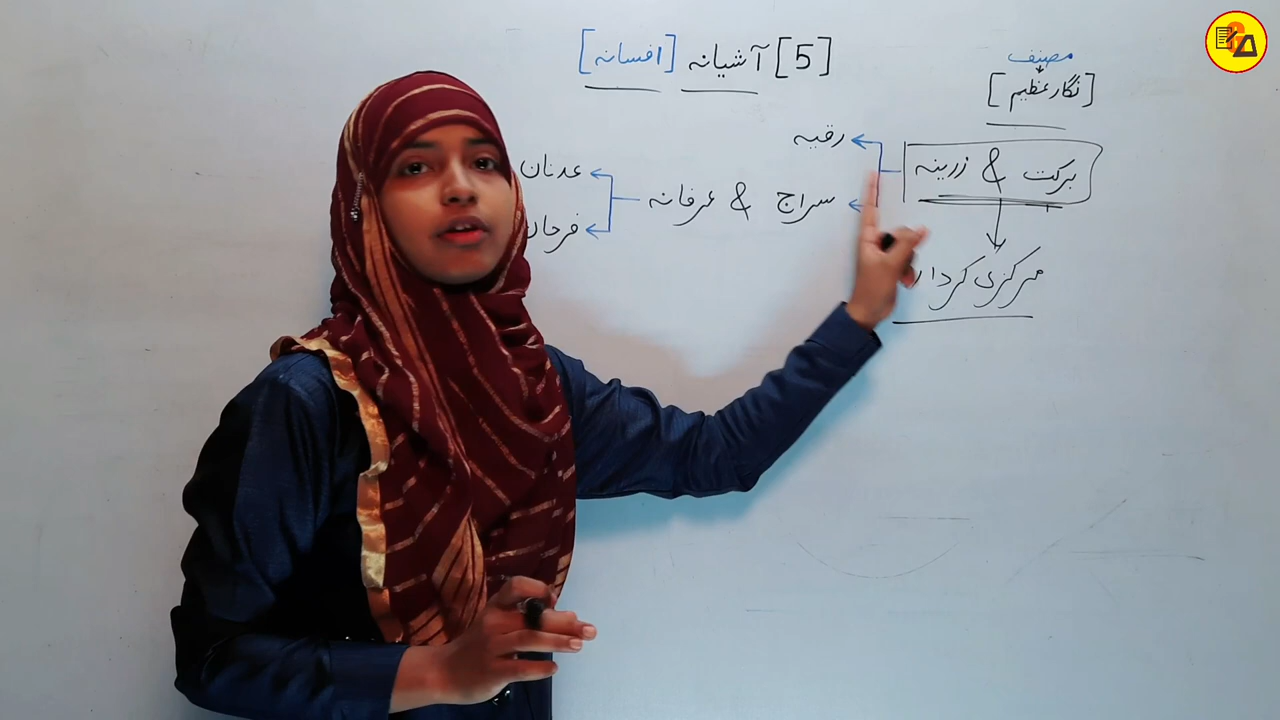 [5] آشیانہ [افسانہ]
مصنف
[نگار عظیم]
برکت & زرینہ
مرکزی کردار
رقیہ
سراج & عرفانہ
عدنان
فرحان